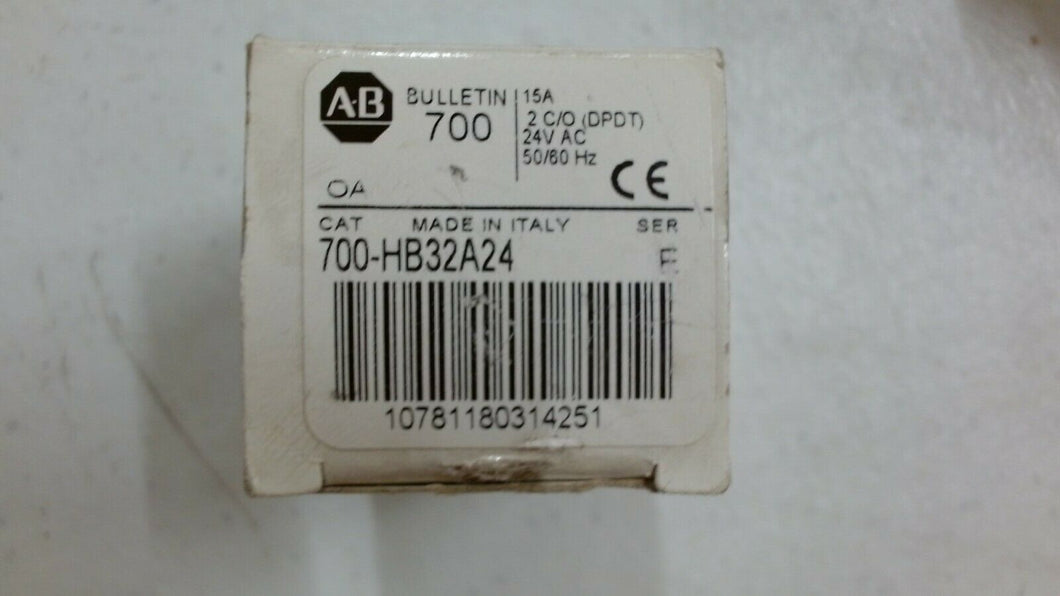 A-B
BULLETIN
700
15A
2 C/O (DPDT)
24V AC
50/60 Hz
CE
OA
CAT MADE IN ITALY SER
700-HB32A24 E
10781180314251